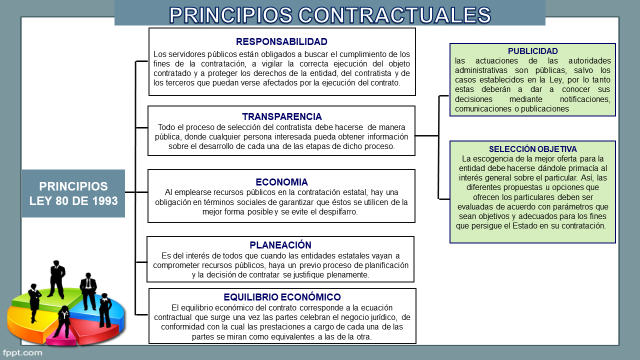 PRINCIPIOS CONTRACTUALES
PRINCIPIOS
LEY 80 DE 1993
RESPONSABILIDAD
Los servidores públicos están obligados a buscar el cumplimiento de los
fines de la contratación, a vigilar la correcta ejecución del objeto
contratado y a proteger los derechos de la entidad, del contratista y de
los terceros que puedan verse afectados por la ejecución del contrato.
TRANSPARENCIA
Todo el proceso de selección del contratista debe hacerse de manera
pública, donde cualquier persona interesada pueda obtener información
sobre el desarrollo de cada una de las etapas de dicho proceso.
ECONOMIA
Al emplearse recursos públicos en la contratación estatal, hay una
obligación en términos sociales de garantizar que éstos se utilicen de la
mejor forma posible y se evite el despilfarro.
PLANEACIÓN
Es del interés de todos que cuando las entidades estatales vayan a
comprometer recursos públicos, haya un previo proceso de planificación
y la decisión de contratar se justifique plenamente.
EQUILIBRIO ECONÓMICO
El equilibrio económico del contrato corresponde a la ecuación
contractual que surge una vez las partes celebran el negocio jurídico, de
conformidad con la cual las prestaciones a cargo de cada una de las
partes se miran como equivalentes a las de la otra.
PUBLICIDAD
las actuaciones de las autoridades
administrativas son públicas, salvo los
casos establecidos en la Ley, por lo tanto
estas deberán a dar a conocer sus
decisiones mediante notificaciones,
comunicaciones o publicaciones
SELECCIÓN OBJETIVA
La escogencia de la mejor oferta para la
entidad debe hacerse dándole primacía al
interés general sobre el particular. Así, las
diferentes propuestas u opciones que
ofrecen los particulares deben ser
evaluadas de acuerdo con parámetros que
sean objetivos y adecuados para los fines
que persigue el Estado en su contratación.
fppt.com